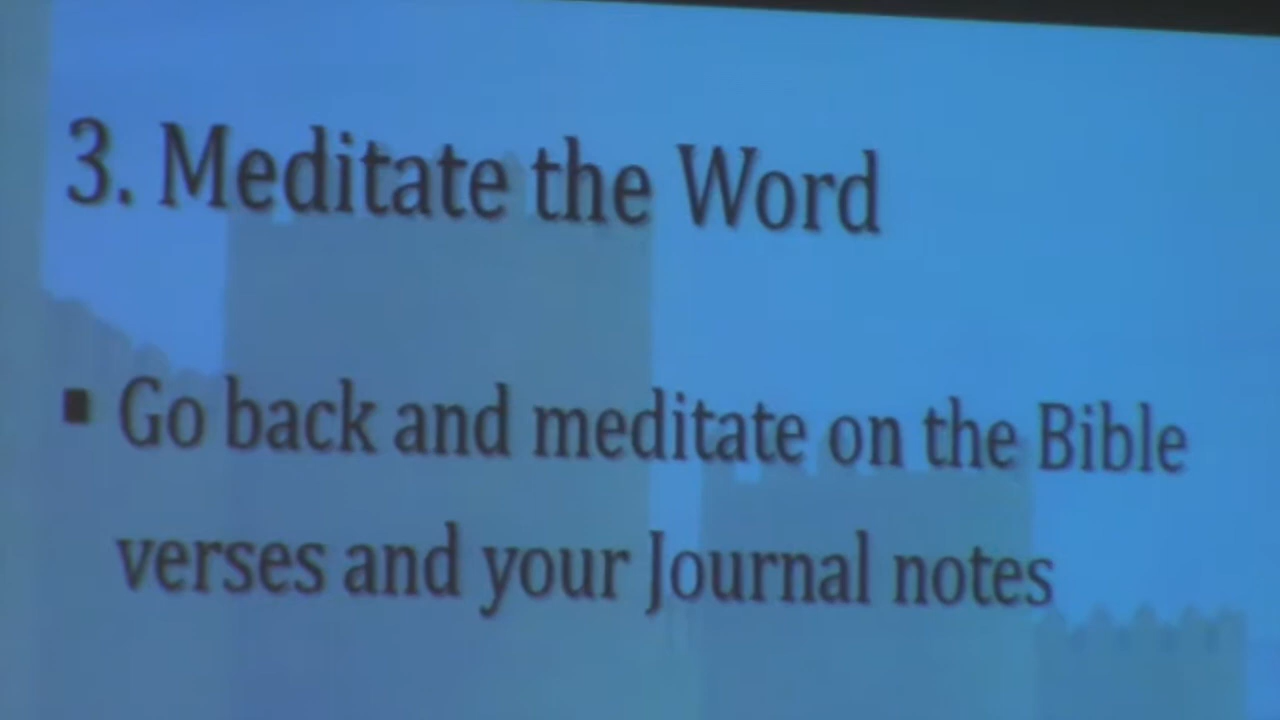 3. Meditate the Word
▪ Go back and meditate on the Bible
verses and your Journal notes